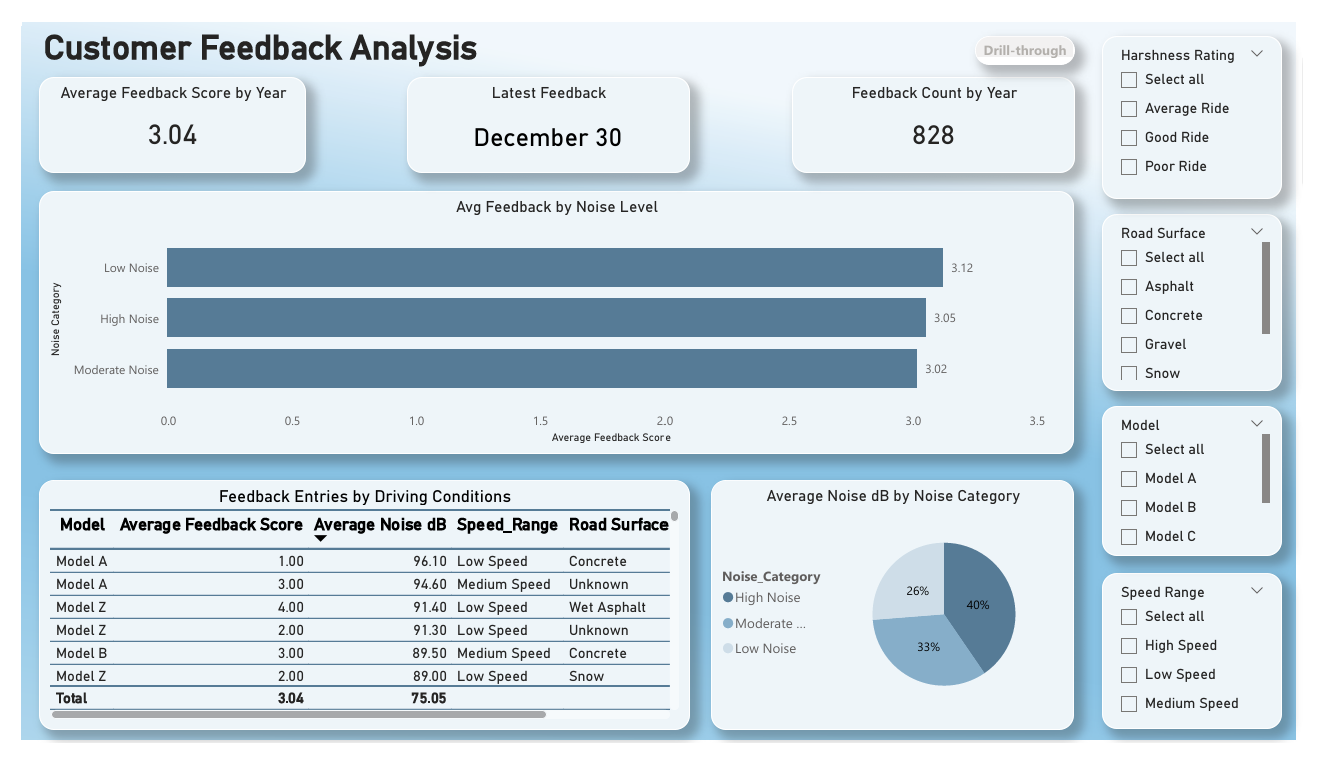 Customer Feedback Analysis
Drill-through
Average Feedback Score by Year
3.04
Latest Feedback
December 30
Feedback Count by Year
828
Avg Feedback by Noise Level
Noise Category
Low Noise 3.12
High Noise 3.05
Moderate Noise 3.02
0.0 0.5 1.0 1.5 2.0 2.5 3.0 3.5
Average Feedback Score
Feedback Entries by Driving Conditions
Model Average Feedback Score Average Noise dB Speed_Range Road Surface
Model A 1.00 96.10 Low Speed Concrete
Model A 3.00 94.60 Medium Speed Unknown
Model Z 4.00 91.40 Low Speed Wet Asphalt
Model Z 2.00 91.30 Low Speed Unknown
Model B 3.00 89.50 Medium Speed Concrete
Model Z 2.00 89.00 Low Speed Snow
Total 3.04 75.05
Average Noise dB by Noise Category
Noise_Category
High Noise
Moderate ...
Low Noise
26%
40%
33%
Harshness Rating
Select all
Average Ride
Good Ride
Poor Ride
Road Surface
Select all
Asphalt
Concrete
Gravel
Snow
Model
Select all
Model A
Model B
Model C
Speed Range
Select all
High Speed
Low Speed
Medium Speed